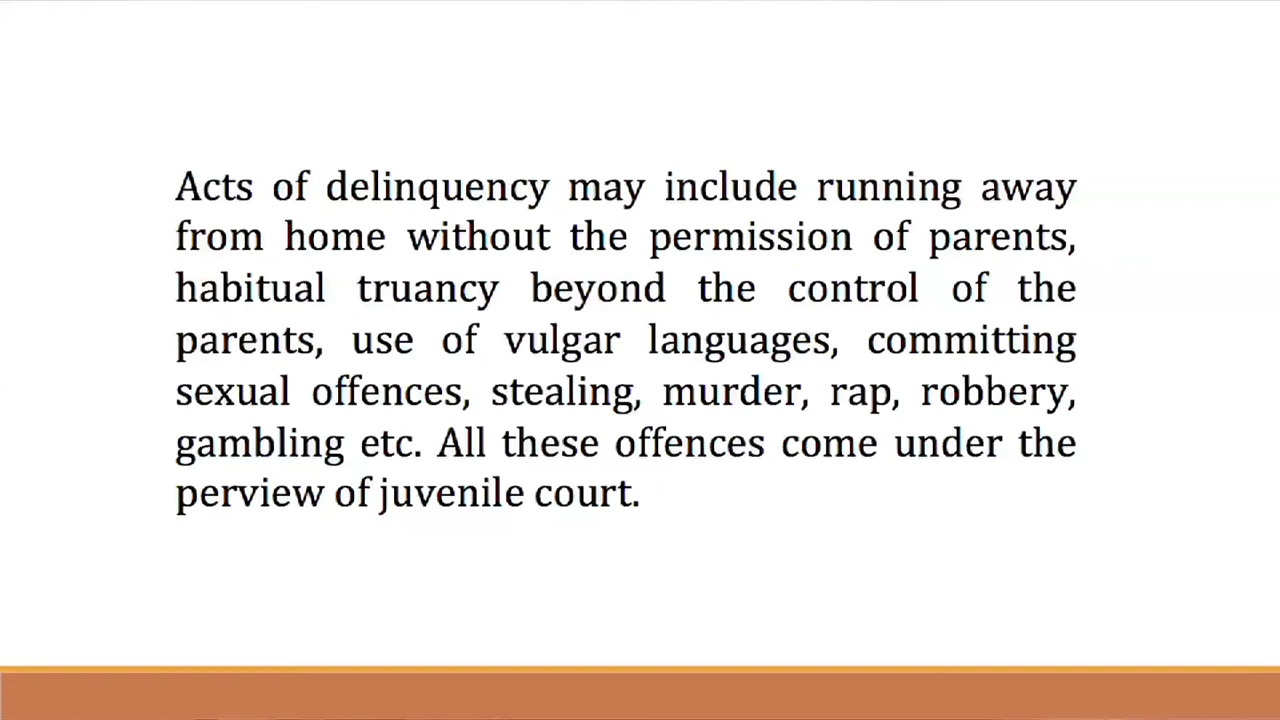 Acts of delinquency may include running away
from home without the permission of parents,
habitual truancy beyond the control of the
parents, use of vulgar languages, committing
sexual offences, stealing, murder, rap, robbery,
gambling etc. All these offences come under the
perview of juvenile court.